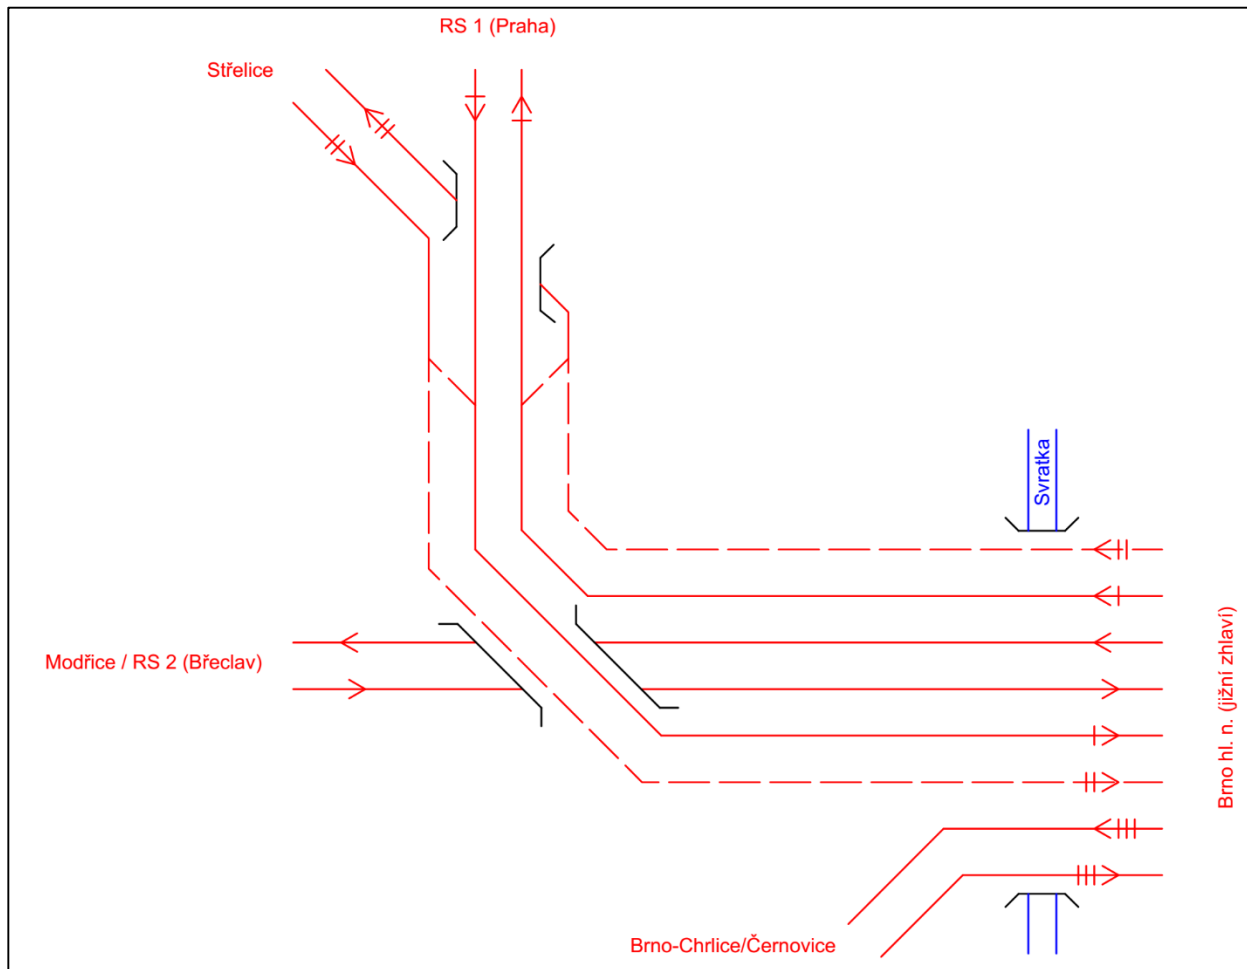 RS 1 (Praha)
Střelice
Svratka
Modřice / RS 2 (Břeclav)
Brno hl. n. (jižní zhlaví)
Brno-Chrlice/Černovice